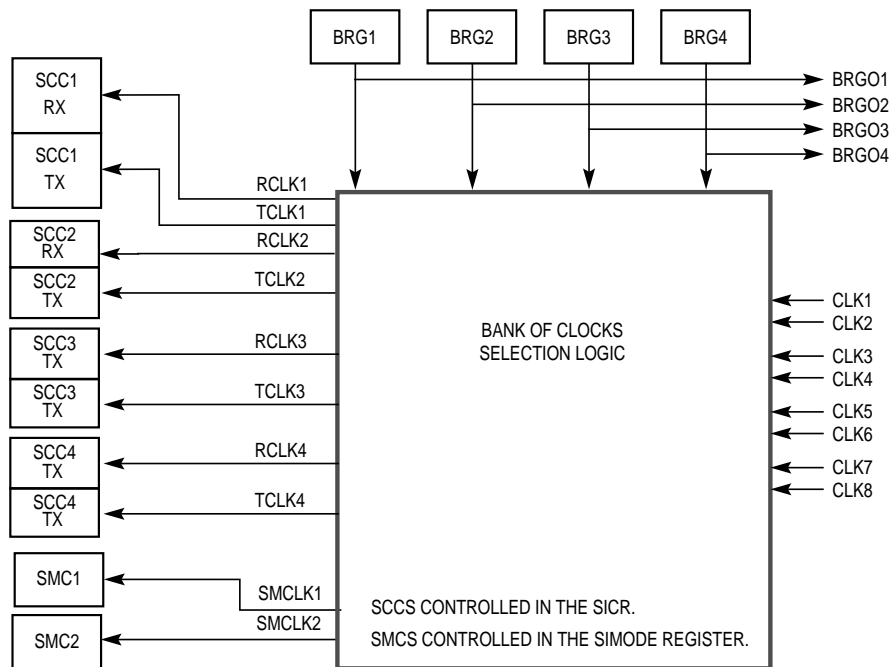 BRG1
BRG2
BRG3
BRG4
BRGO1
BRGO2
BRGO3
BRGO4
SCC1
RX
SCC1
TX
RCLK1
TCLK1
SCC2
RX
RCLK2
SCC2
TX
TCLK2
SCC3
TX
RCLK3
SCC3
TX
TCLK3
SCC4
TX
RCLK4
SCC4
TX
TCLK4
SMC1
SMCLK1
SMC2
SMCLK2
BANK OF CLOCKS
SELECTION LOGIC
CLK1
CLK2
CLK3
CLK4
CLK5
CLK6
CLK7
CLK8
SCCS CONTROLLED IN THE SICR.
SMCS CONTROLLED IN THE SIMODE REGISTER.